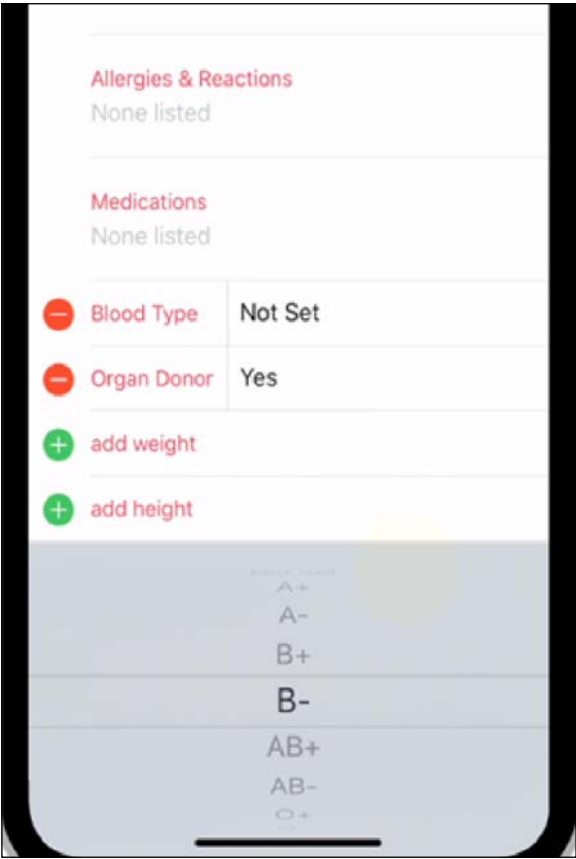 Allergies & Reactions
None listed
Medications
None listed
Blood Type Not Set
Organ Donor Yes
add weight
add height
A+
A-
B+
B-
AB+
AB-
O+